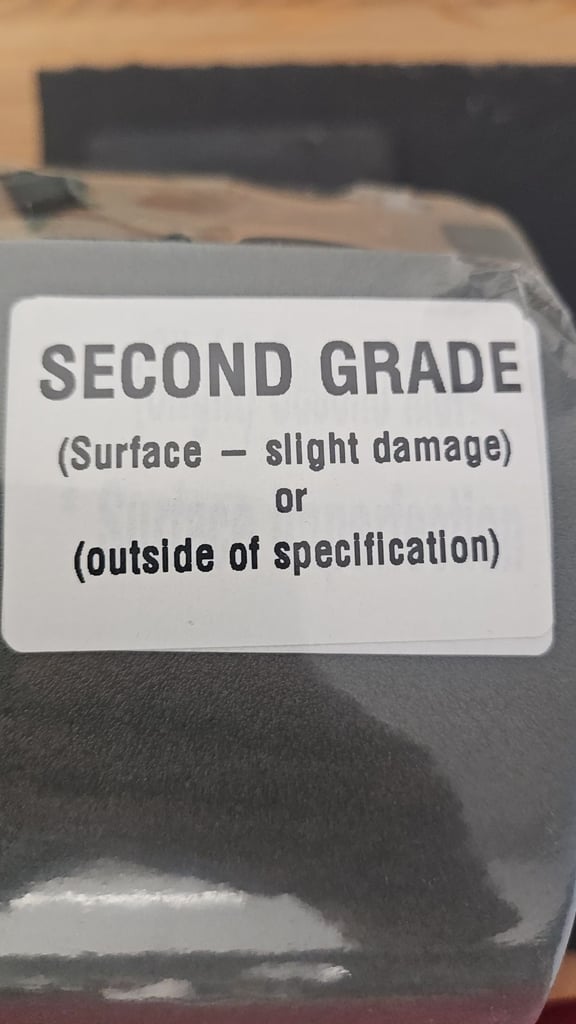 SECOND GRADE
(Surface – slight damage)
or
(outside of specification)